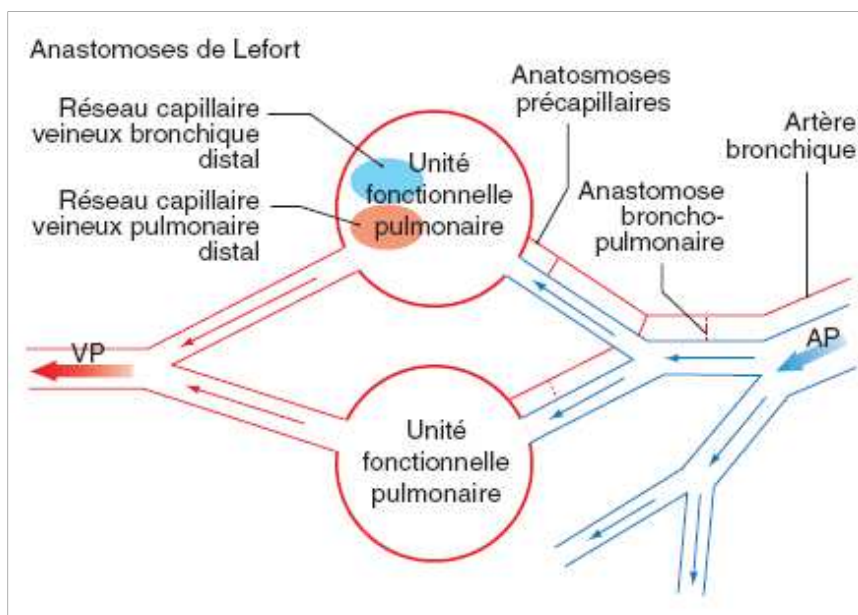 Anastomoses de Lefort
Réseau capillaire
veineux bronchique
distal
Réseau capillaire
veineux pulmonaire
distal
Unité
fonctionnelle
pulmonaire
Anatosmoses
précapillaires
Anastomose
broncho-
pulmonaire
Artère
bronchique
VP
AP
Unité
fonctionnelle
pulmonaire